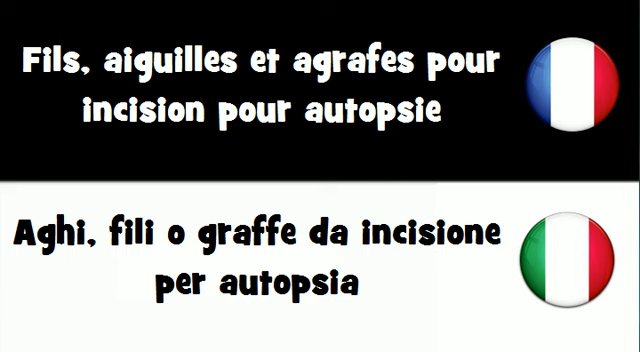 Fils, aiguilles et agrafes pour
incision pour autopsie
Aghi, fili o graffe da incisione
per autopsia